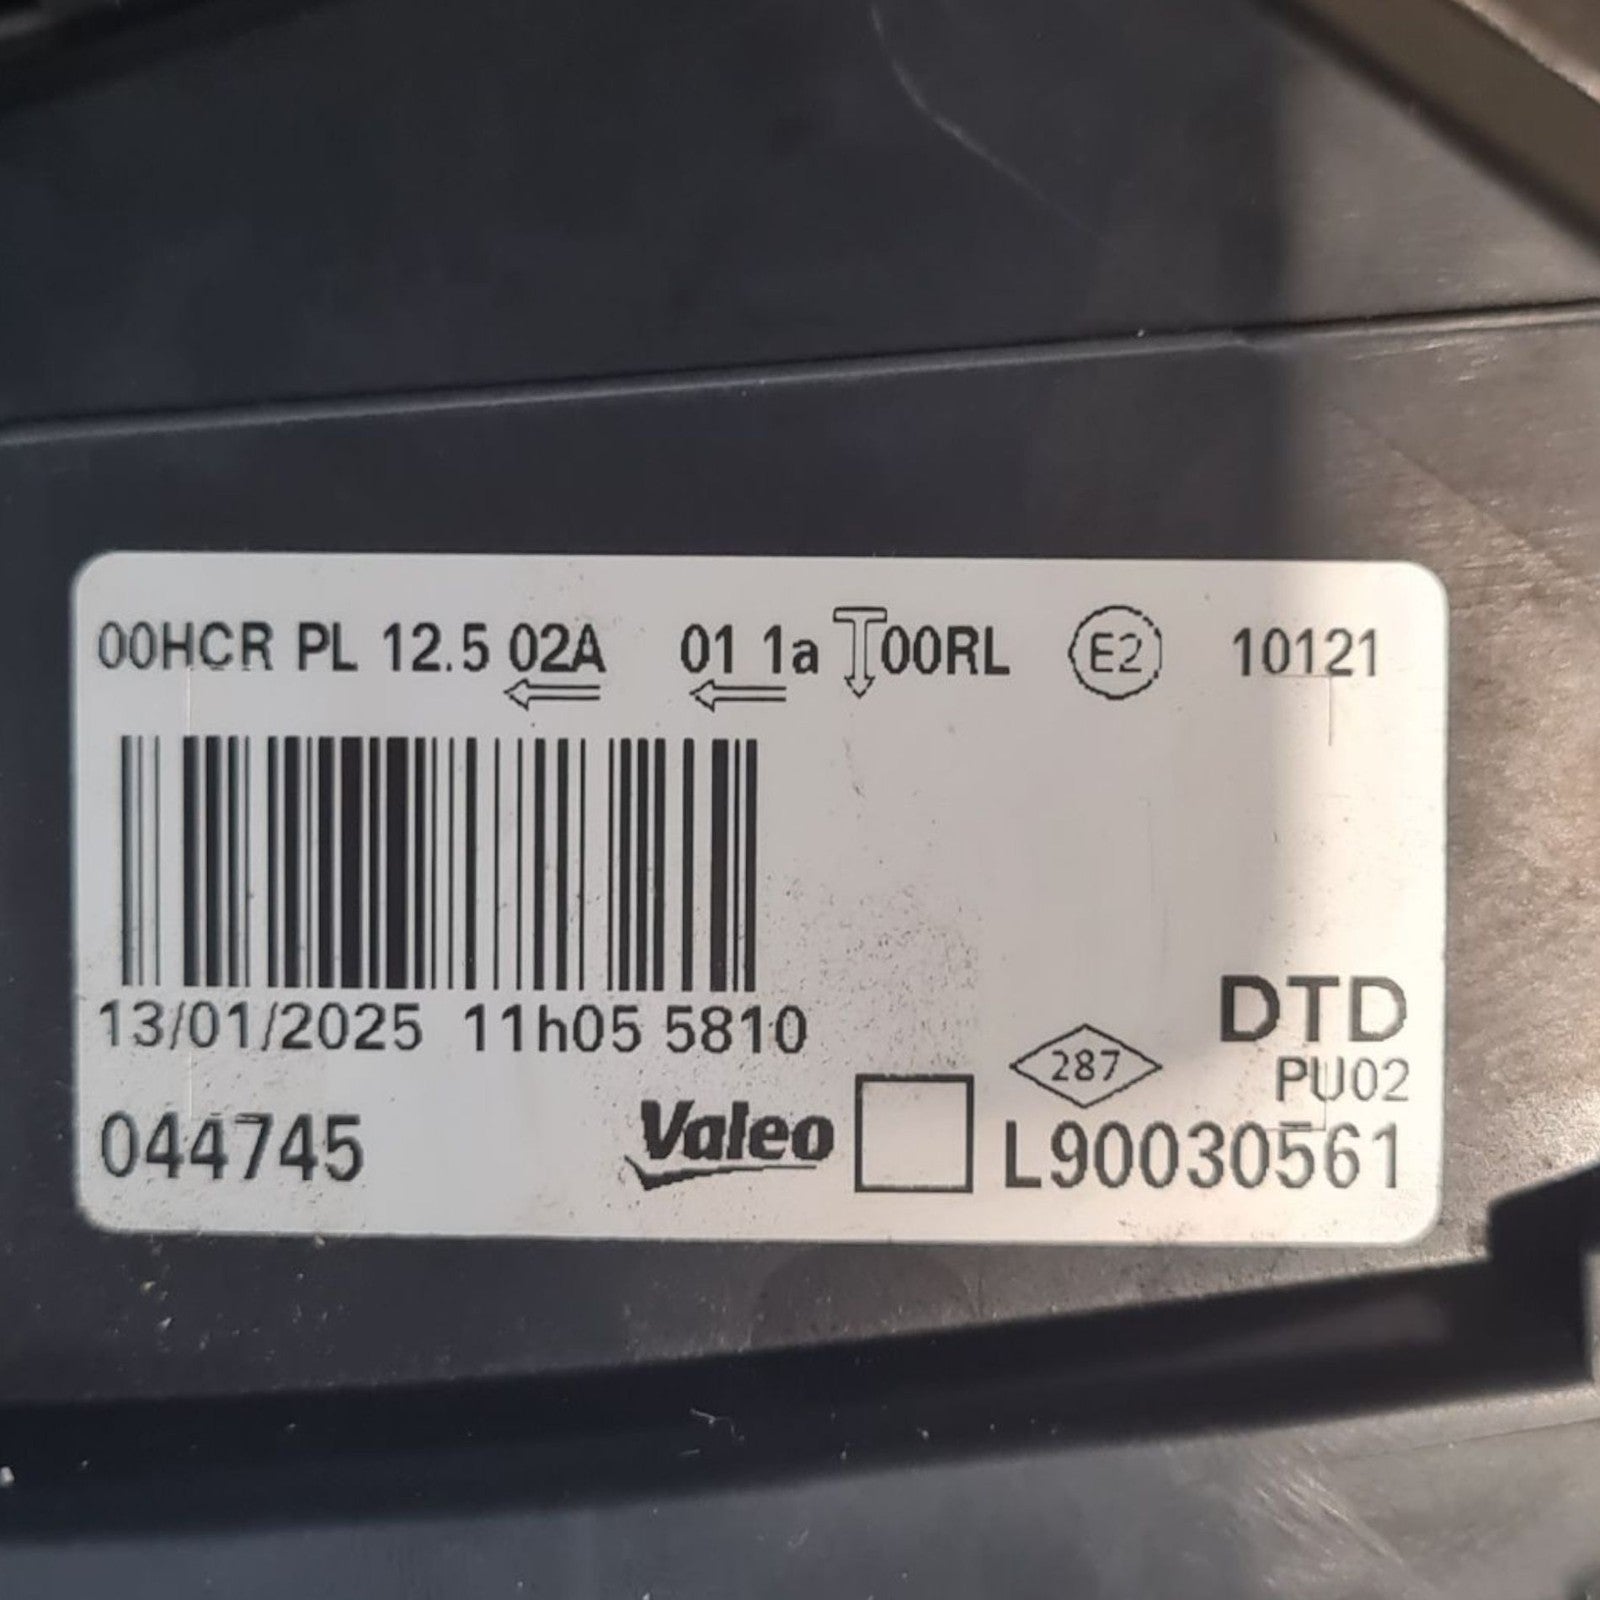 00HCR PL 12.5 02A 01 1a 00RL E2 10121
13/01/2025 11h05 5810
DTD
287
PU02
044745 Valeo L90030561